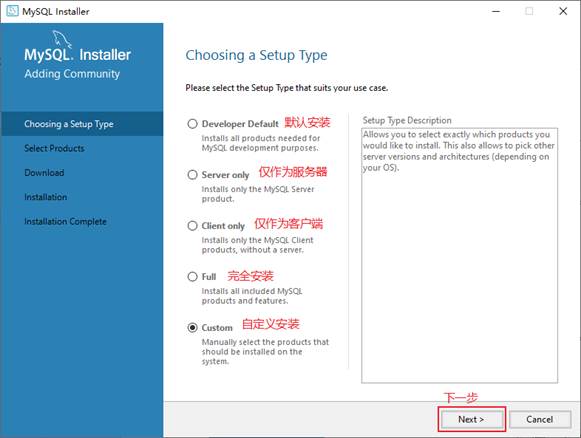 MySQL Installer
MySQL. Installer
Adding Community
Choosing a Setup Type
Select Products
Download
Installation
Installation Complete
Choosing a Setup Type
Please select the Setup Type that suits your use case.
Developer Default 默认安装
Installs all products needed for
MySQL development purposes.
Server only 仅作为服务器
Installs only the MySQL Server
product.
Client only 仅作为客户端
Installs only the MySQL Client
products, without a server.
Full 完全安装
Installs all included MySQL
products and features.
Custom 自定义安装
Manually select the products that
should be installed on the
system.
Setup Type Description
Allows you to select exactly which products you
would like to install. This also allows to pick other
server versions and architectures (depending on
your OS).
下一步
Next >
Cancel